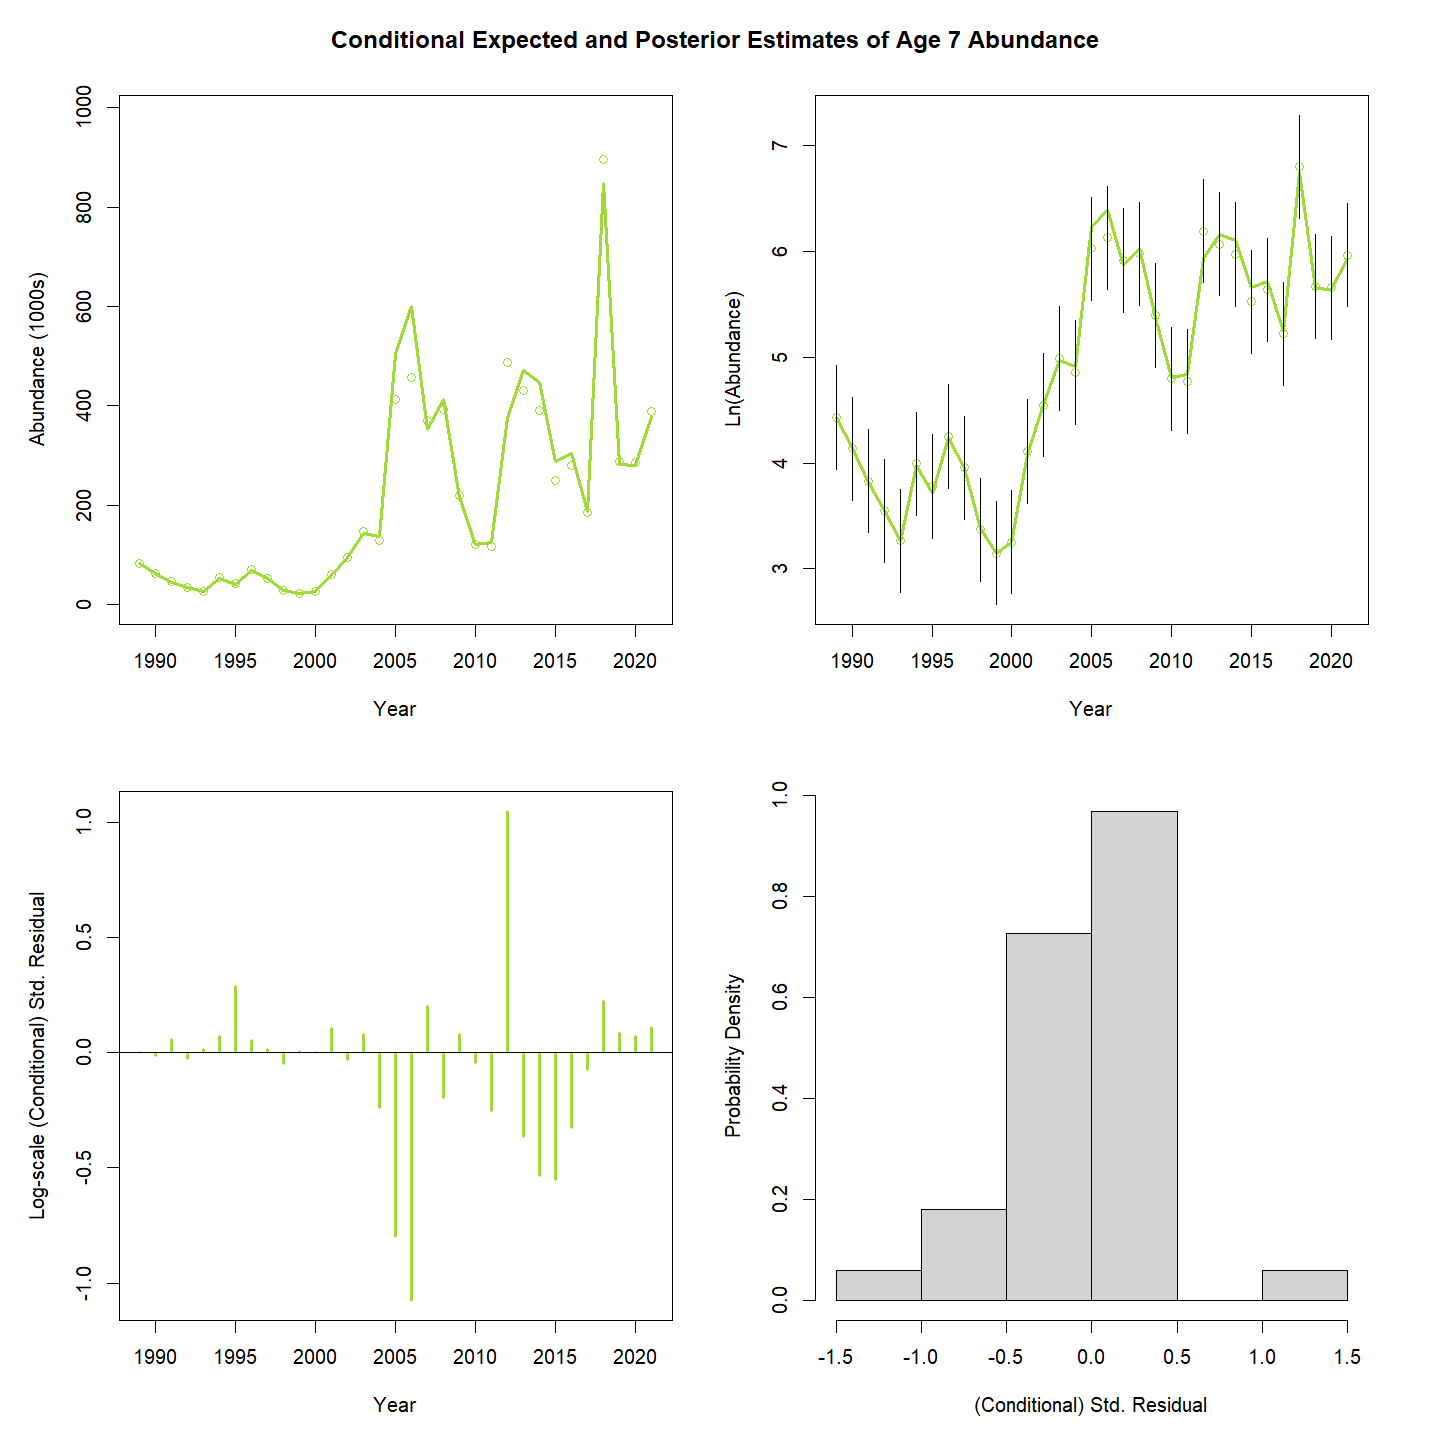 Conditional Expected and Posterior Estimates of Age 7 Abundance
Abundance (1000s)
0 200 400 600 800 1000
1990 1995 2000 2005 2010 2015 2020
Year
Ln(Abundance)
3 4 5 6 7
1990 1995 2000 2005 2010 2015 2020
Year
Log-scale (Conditional) Std. Residual
-1.0 -0.5 0.0 0.5 1.0
1990 1995 2000 2005 2010 2015 2020
Year
Probability Density
0.0 0.2 0.4 0.6 0.8 1.0
-1.5 -1.0 -0.5 0.0 0.5 1.0 1.5
(Conditional) Std. Residual